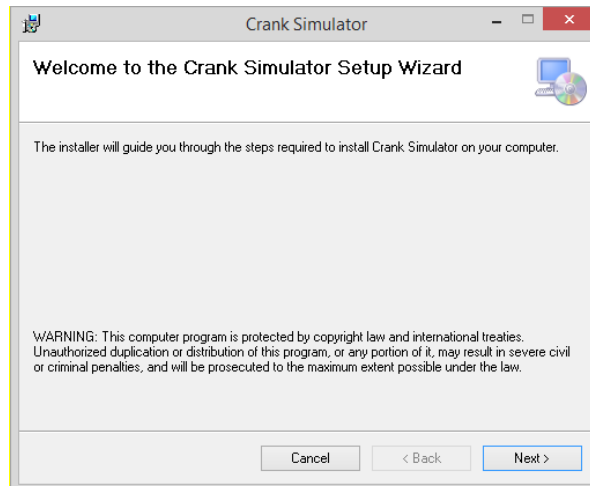 Crank Simulator
Welcome to the Crank Simulator Setup Wizard
The installer will guide you through the steps required to install Crank Simulator on your computer.
WARNING: This computer program is protected by copyright law and international treaties.
Unauthorized duplication or distribution of this program, or any portion of it, may result in severe civil
or criminal penalties, and will be prosecuted to the maximum extent possible under the law.
Cancel < Back Next >